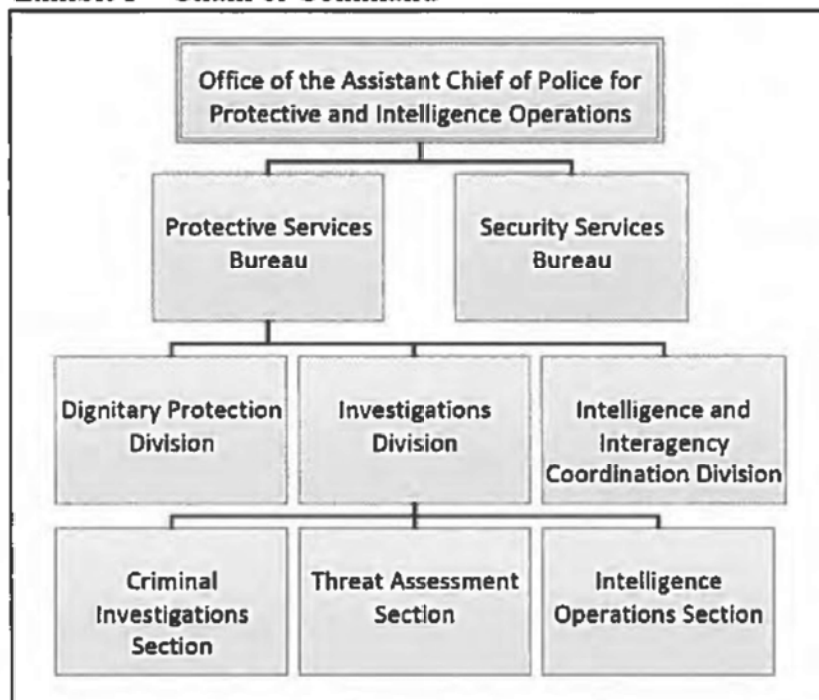 Office of the Assistant Chief of Police for
Protective and Intelligence Operations
Protective Services
Bureau
Security Services
Bureau
Dignitary Protection
Division
Investigations
Division
Intelligence and
Interagency
Coordination Division
Criminal
Investigations
Section
Threat Assessment
Section
Intelligence
Operations Section